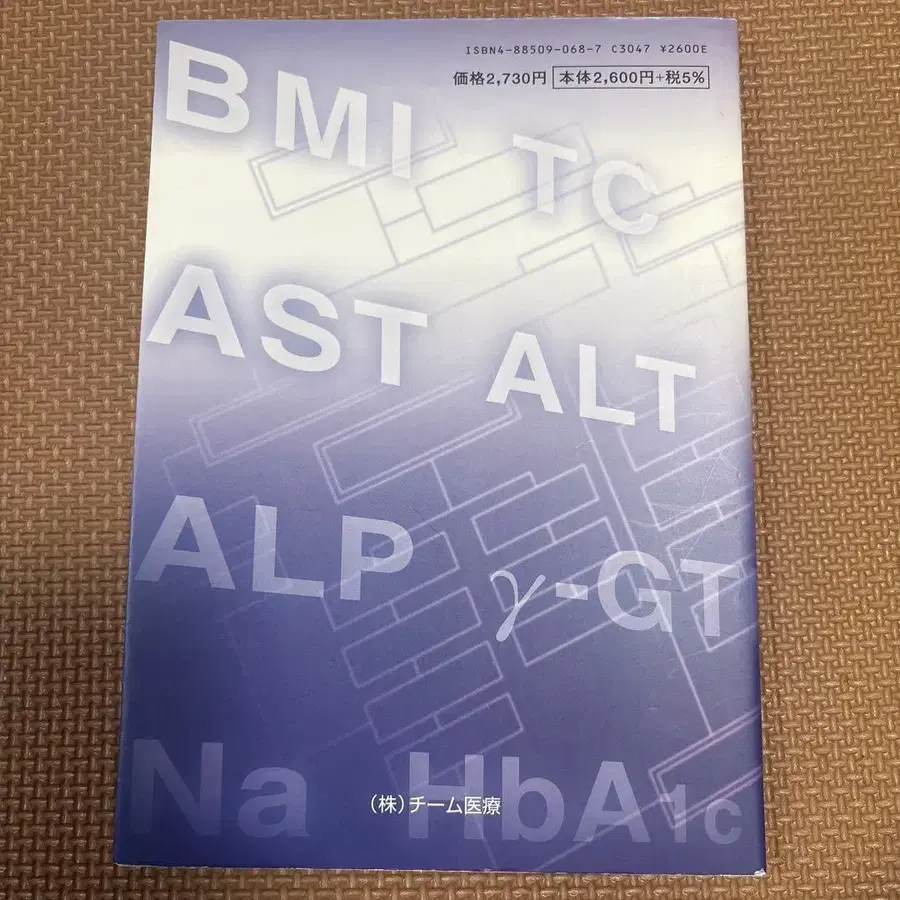 ISBN4-88509-068-7 C3047 ¥2600E
価格2,730円 本体2,600円+税5%
BMI TC
AST ALT
ALP γ-GT
Na HbA1c
(株)チーム医療